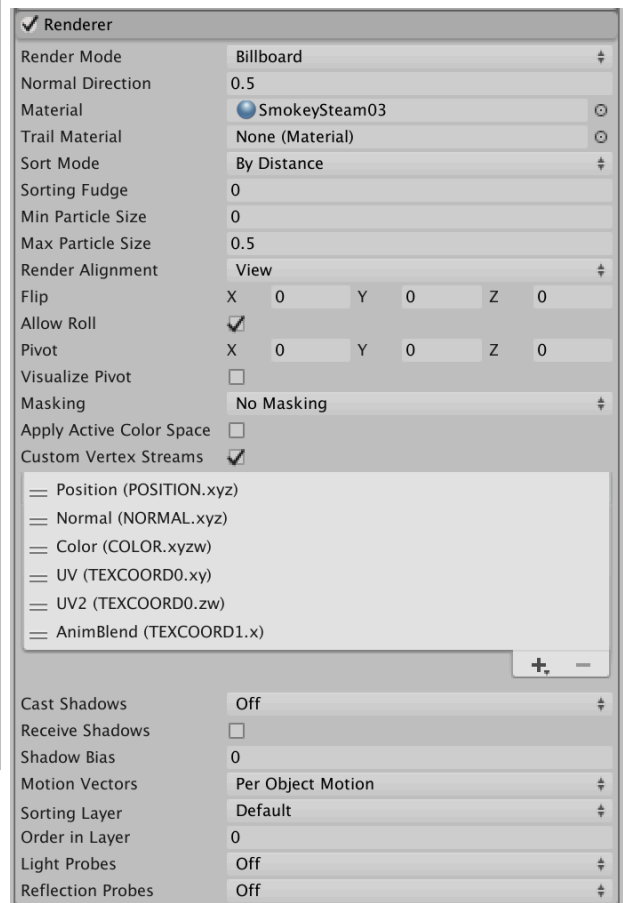 Renderer
Render Mode Billboard
Normal Direction 0.5
Material SmokeySteam03
Trail Material None (Material)
Sort Mode By Distance
Sorting Fudge 0
Min Particle Size 0
Max Particle Size 0.5
Render Alignment View
Flip X 0 Y 0 Z 0
Allow Roll
Pivot X 0 Y 0 Z 0
Visualize Pivot
Masking No Masking
Apply Active Color Space
Custom Vertex Streams
Position (POSITION.xyz)
Normal (NORMAL.xyz)
Color (COLOR.xyzw)
UV (TEXCOORD0.xy)
UV2 (TEXCOORD0.zw)
AnimBlend (TEXCOORD1.x)
Cast Shadows Off
Receive Shadows
Shadow Bias 0
Motion Vectors Per Object Motion
Sorting Layer Default
Order in Layer 0
Light Probes Off
Reflection Probes Off